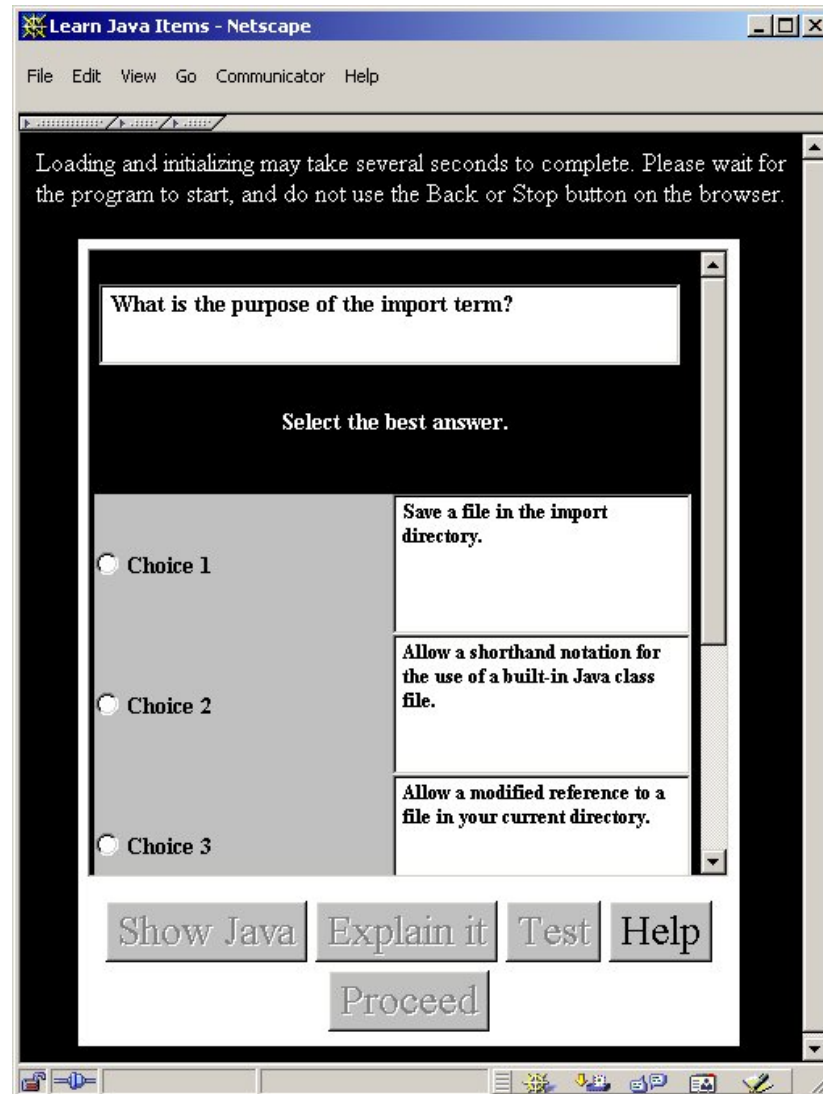 Learn Java Items - Netscape
File Edit View Go Communicator Help
Loading and initializing may take several seconds to complete. Please wait for
the program to start, and do not use the Back or Stop button on the browser.
What is the purpose of the import term?
Select the best answer.
Choice 1
Save a file in the import
directory.
Choice 2
Allow a shorthand notation for
the use of a built-in Java class
file.
Choice 3
Allow a modified reference to a
file in your current directory.
Show Java Explain it Test Help
Proceed